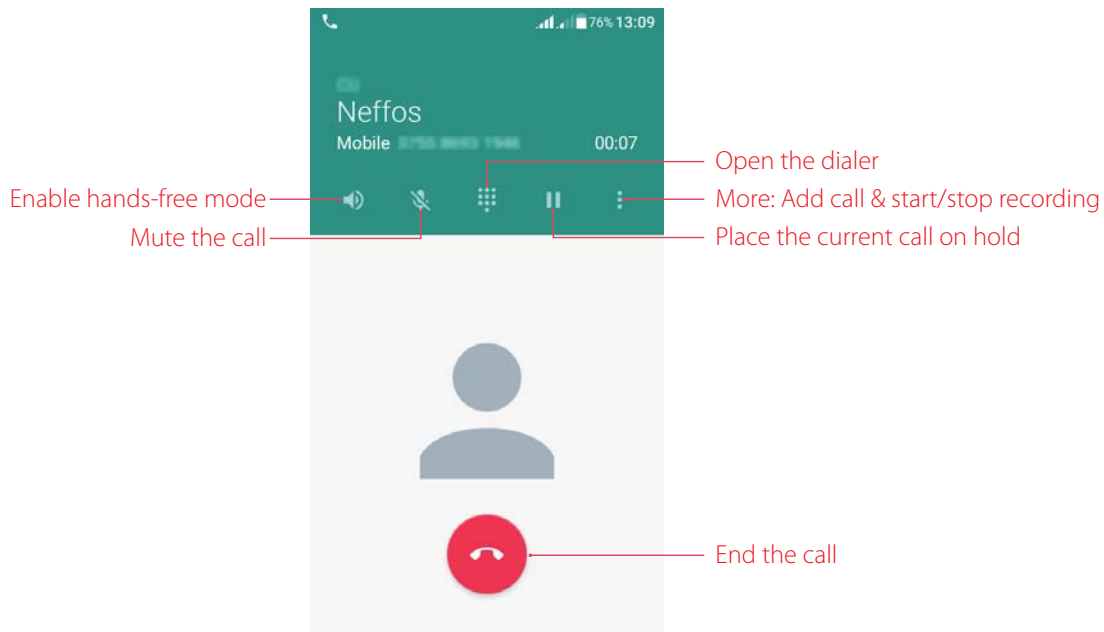 76% 13:09
Neffos
Mobile 00:07
Open the dialer
Enable hands-free mode
More: Add call & start/stop recording
Mute the call
Place the current call on hold
End the call